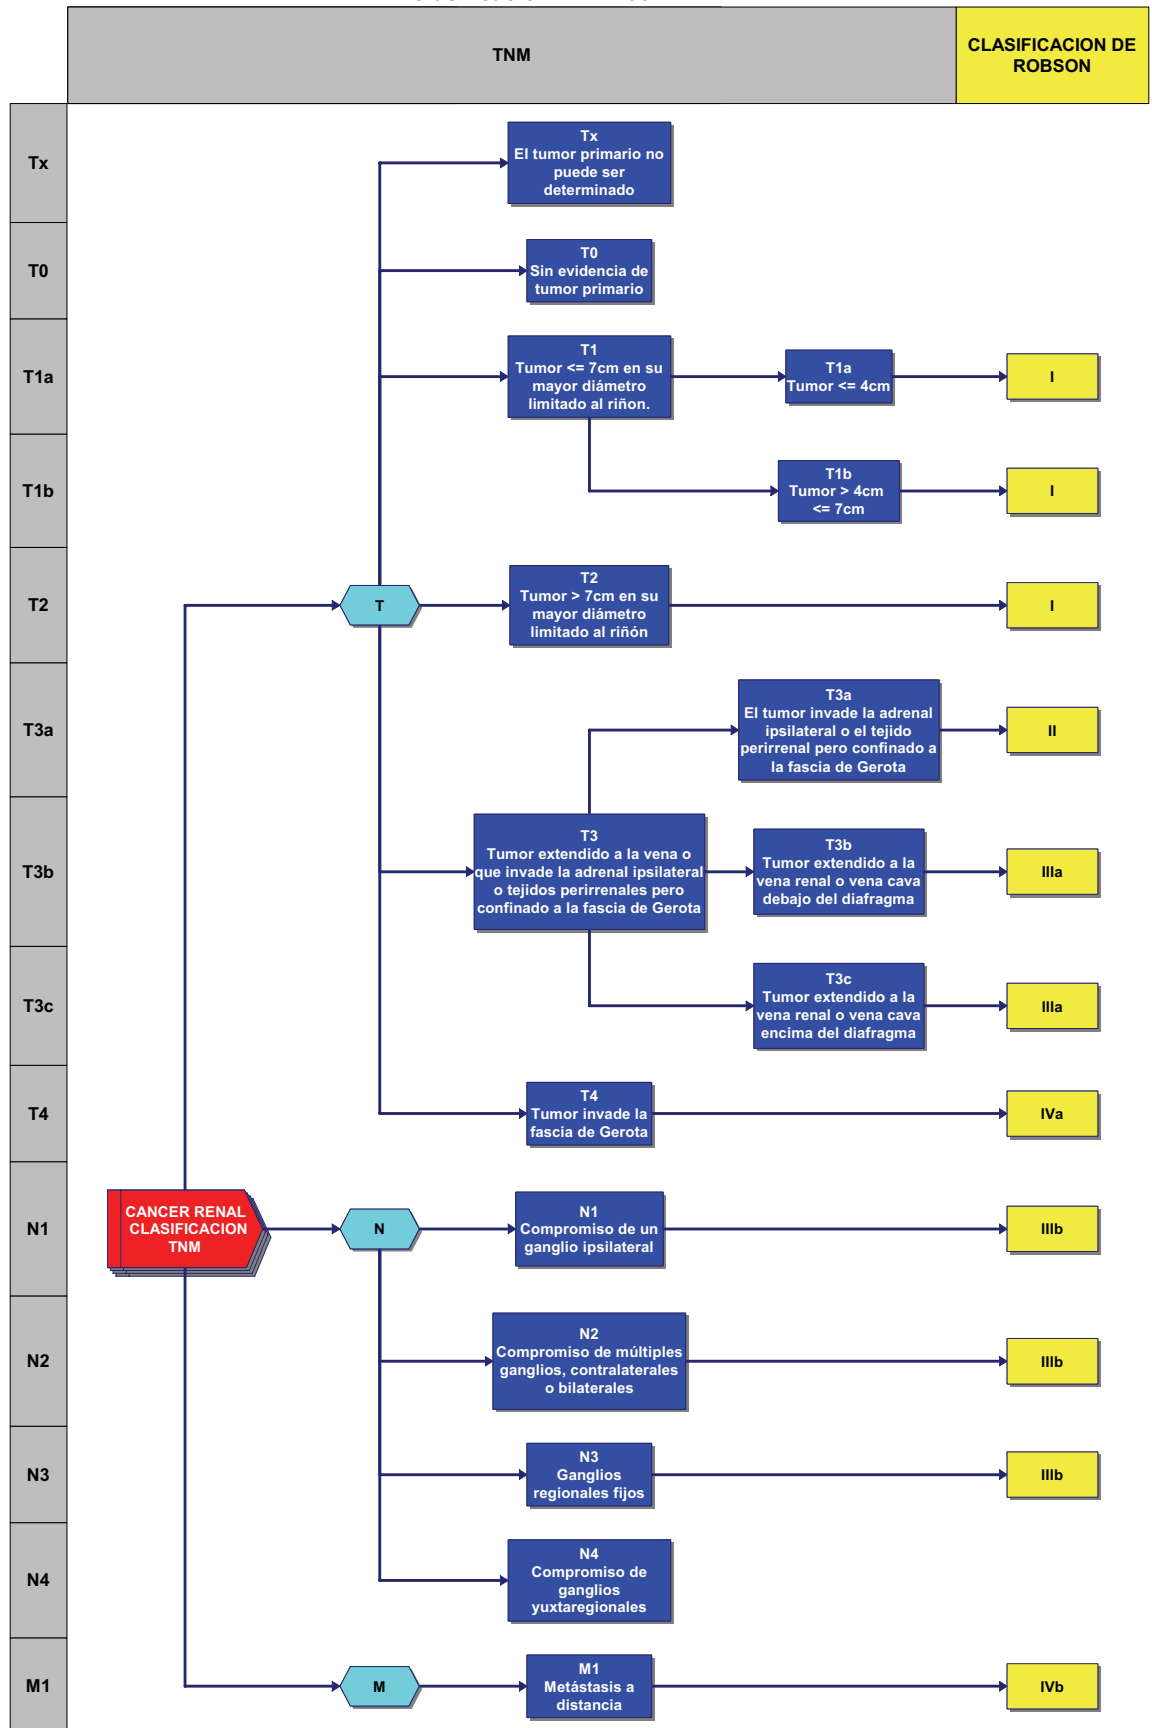 TNM
CLASIFICACION DE
ROBSON
Tx
Tx
El tumor primario no
puede ser
determinado
T0
T0
Sin evidencia de
tumor primario
T1a
T1
Tumor <= 7cm en su
mayor diámetro
limitado al riñon.
T1a
Tumor <= 4cm
I
T1b
T1b
Tumor > 4cm
<= 7cm
I
T2
T
T2
Tumor > 7cm en su
mayor diámetro
limitado al riñón
I
T3a
T3a
El tumor invade la adrenal
ipsilateral o el tejido
perirrenal pero confinado a
la fascia de Gerota
II
T3b
T3
Tumor extendido a la vena o
que invade la adrenal ipsilateral
o tejidos perirrenales pero
confinado a la fascia de Gerota
T3b
Tumor extendido a la
vena renal o vena cava
debajo del diafragma
IIIa
T3c
T3c
Tumor extendido a la
vena renal o vena cava
encima del diafragma
IIIa
T4
T4
Tumor invade la
fascia de Gerota
IVa
N1
CANCER RENAL
CLASIFICACION
TNM
N
N1
Compromiso de un
ganglio ipsilateral
IIIb
N2
N2
Compromiso de múltiples
ganglios, contralaterales
o bilaterales
IIIb
N3
N3
Ganglios
regionales fijos
IIIb
N4
N4
Compromiso de
ganglios
yuxtaregionales
M1
M
M1
Metástasis a
distancia
IVb